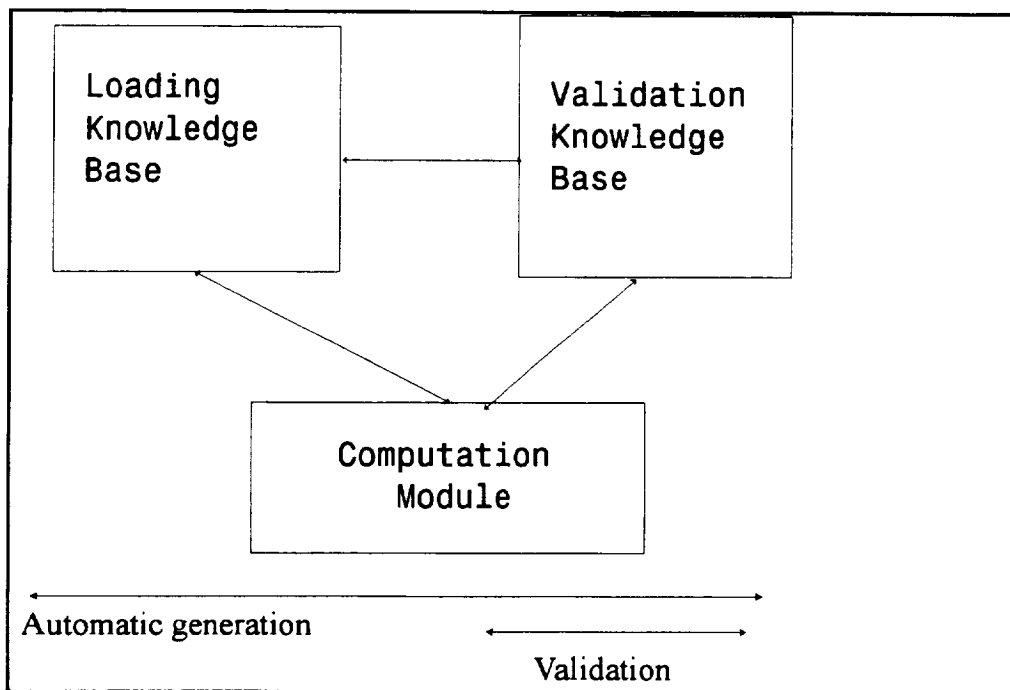 Loading
Knowledge
Base
Validation
Knowledge
Base
Computation
Module
Automatic generation
Validation